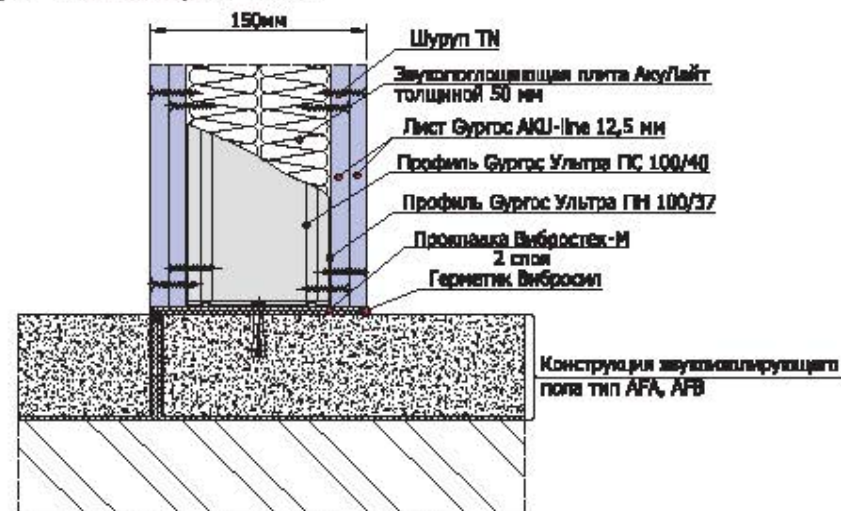 150мм
Шуруп TN
Звукопоглощающая плита АкуЛайт
толщиной 50 мм
Лист Gyproc AKU-line 12,5 мм
Профиль Gyproc Ультра ПС 100/40
Профиль Gyproc Ультра ПН 100/37
Прокладка Вибростек-М
2 слоя
Герметик Вибросил
Конструкция звукоизолирующего
пола тип AFA, AFB